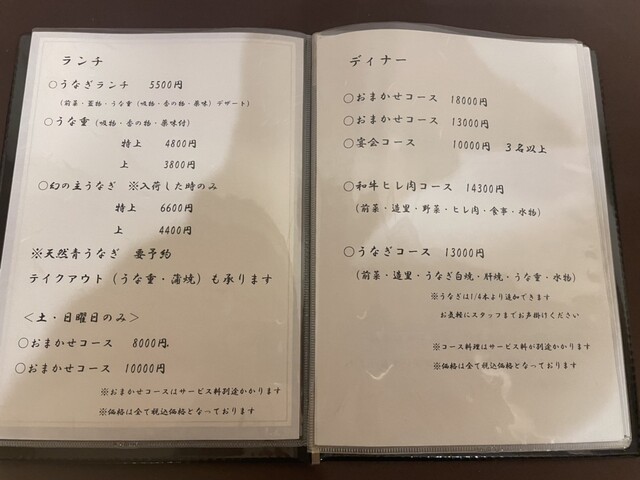 ランチ
○うなぎランチ 5500円
(前菜・蓋物・うな重(吸物・香の物・薬味)デザート)
○うな重(吸物・香の物・薬味付)
特上 4800円
上 3800円
○幻の主うなぎ ※入荷した時のみ
特上 6600円
上 4400円
※天然青うなぎ 要予約
テイクアウト(うな重・蒲焼)も承ります
<土・日曜日のみ>
○おまかせコース 8000円
○おまかせコース 10000円
※おまかせコースはサービス料別途かかります
※価格は全て税込価格となっております
ディナー
○おまかせコース 18000円
○おまかせコース 13000円
○宴会コース 10000円 3名以上
○和牛ヒレ肉コース 14300円
(前菜・造里・野菜・ヒレ肉・食事・水物)
○うなぎコース 13000円
(前菜・造里・うなぎ白焼・肝焼・うな重・水物)
※うなぎは1/4本より追加できます
お気軽にスタッフまでお声掛けください
※コース料理はサービス料が別途かかります
※価格は全て税込価格となっております